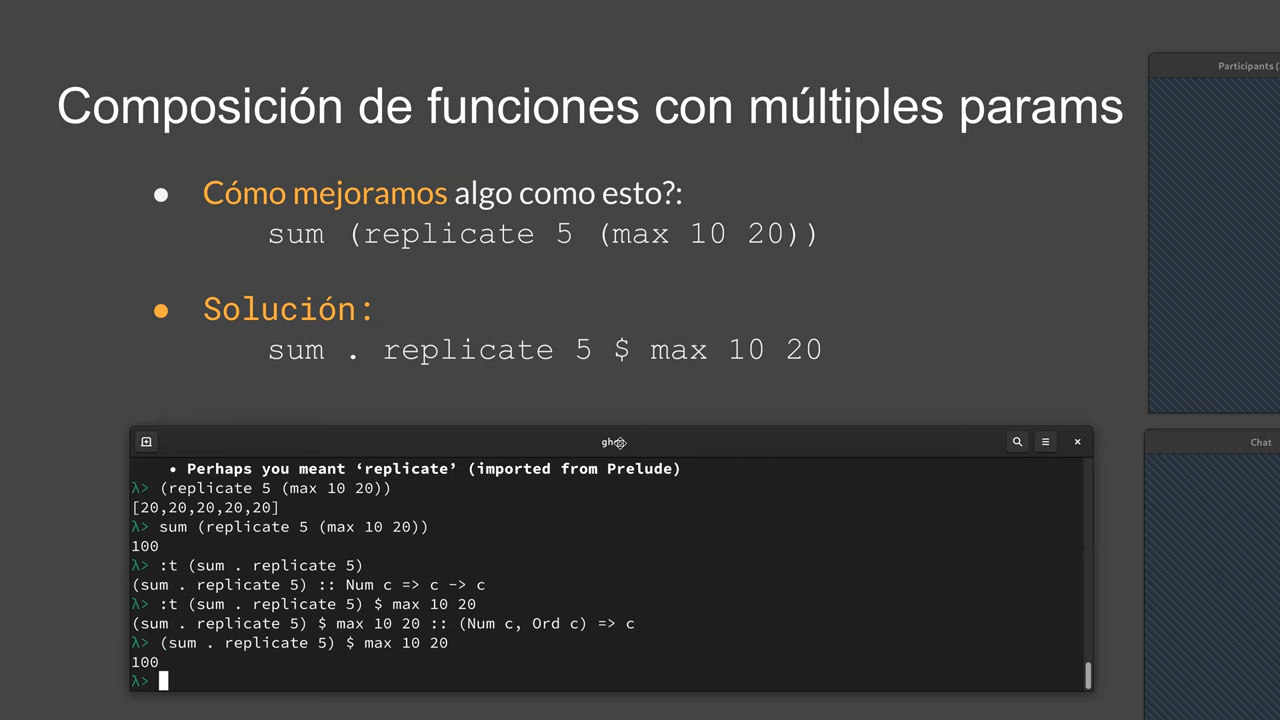 Participants (
Composición de funciones con múltiples params
● Cómo mejoramos algo como esto?:
sum (replicate 5 (max 10 20))
● Solución:
sum . replicate 5 $ max 10 20
Chat
• Perhaps you meant ‘replicate’ (imported from Prelude)
λ> (replicate 5 (max 10 20))
[20,20,20,20,20]
λ> sum (replicate 5 (max 10 20))
100
λ> :t (sum . replicate 5)
(sum . replicate 5) :: Num c => c -> c
λ> :t (sum . replicate 5) $ max 10 20
(sum . replicate 5) $ max 10 20 :: (Num c, Ord c) => c
λ> (sum . replicate 5) $ max 10 20
100
λ>